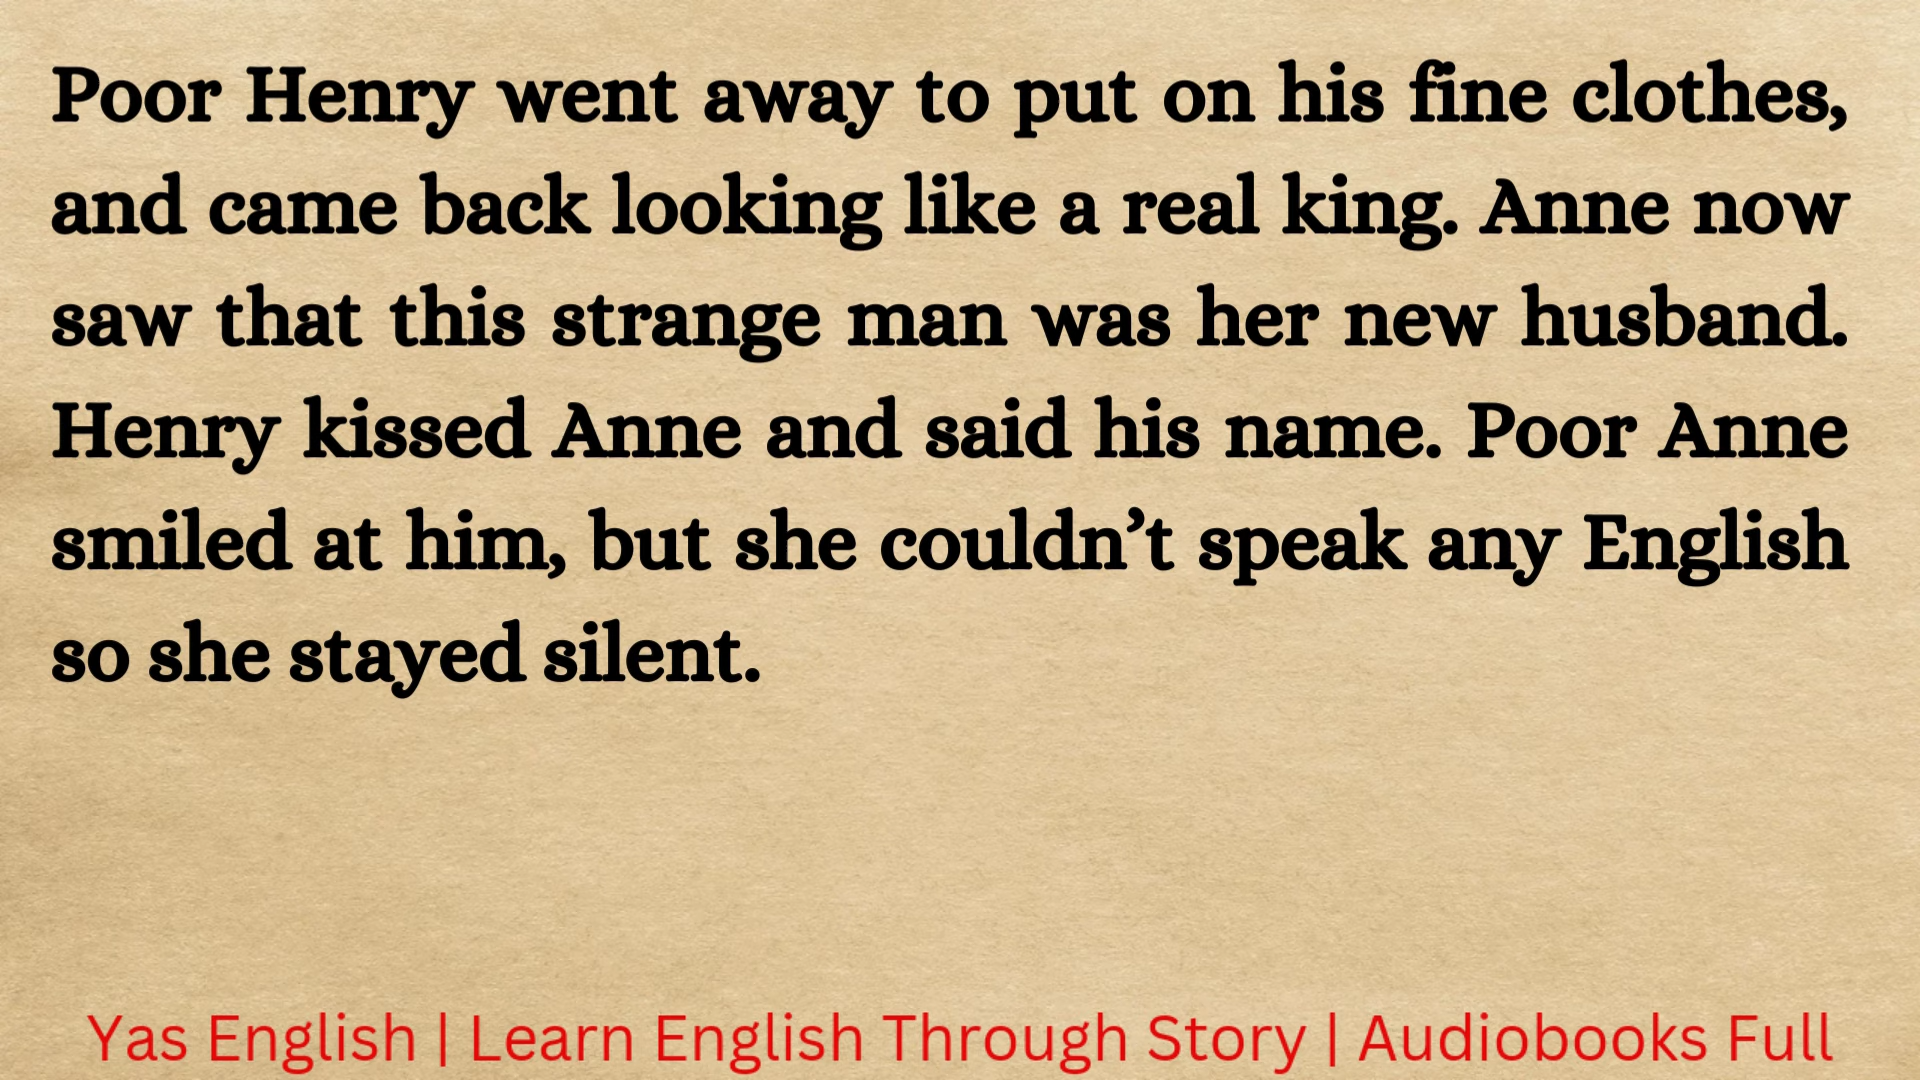 Poor Henry went away to put on his fine clothes,
and came back looking like a real king. Anne now
saw that this strange man was her new husband.
Henry kissed Anne and said his name. Poor Anne
smiled at him, but she couldn’t speak any English
so she stayed silent.
Yas English | Learn English Through Story | Audiobooks Full